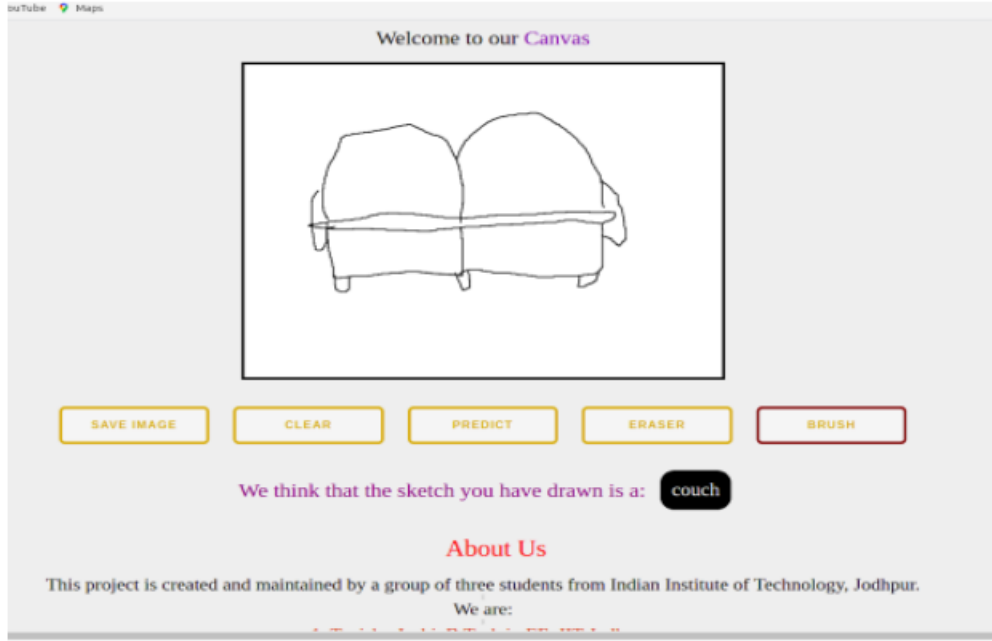 Maps
Welcome to our Canvas
SAVE IMAGE
CLEAR
PREDICT
ERASER
BRUSH
We think that the sketch you have drawn is a: couch
About Us
This project is created and maintained by a group of three students from Indian Institute of Technology, Jodhpur.
We are: